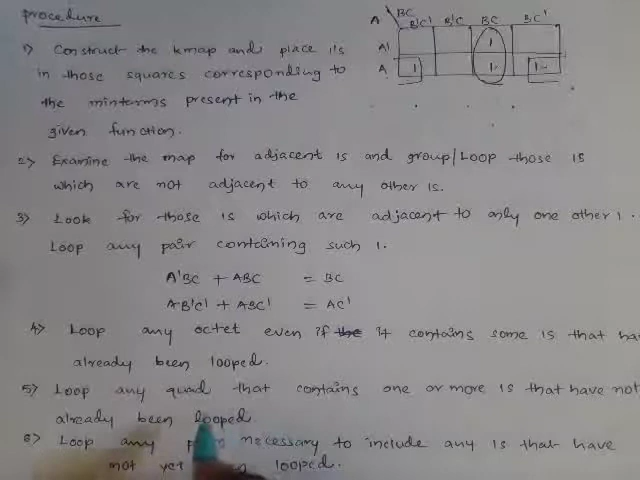 procedure
A \ BC
B'C' B'C BC BC'
A' 1
A 1 1 1
1) Construct the kmap and place 1's
in those squares corresponding to
the minterms present in the
given function.
2) Examine the map for adjacent 1s and group/Loop those 1s
which are not adjacent to any other 1s.
3) Look for those 1s which are adjacent to only one other 1.
Loop any pair containing such 1.
A'BC + ABC = BC
AB'C' + ABC' = AC'
4) Loop any octet even if it contains some 1s that ha
already been looped.
5) Loop any quad that contains one or more 1s that have not
already been looped.
6) Loop any necessary to include any 1s that have
not yet looped.